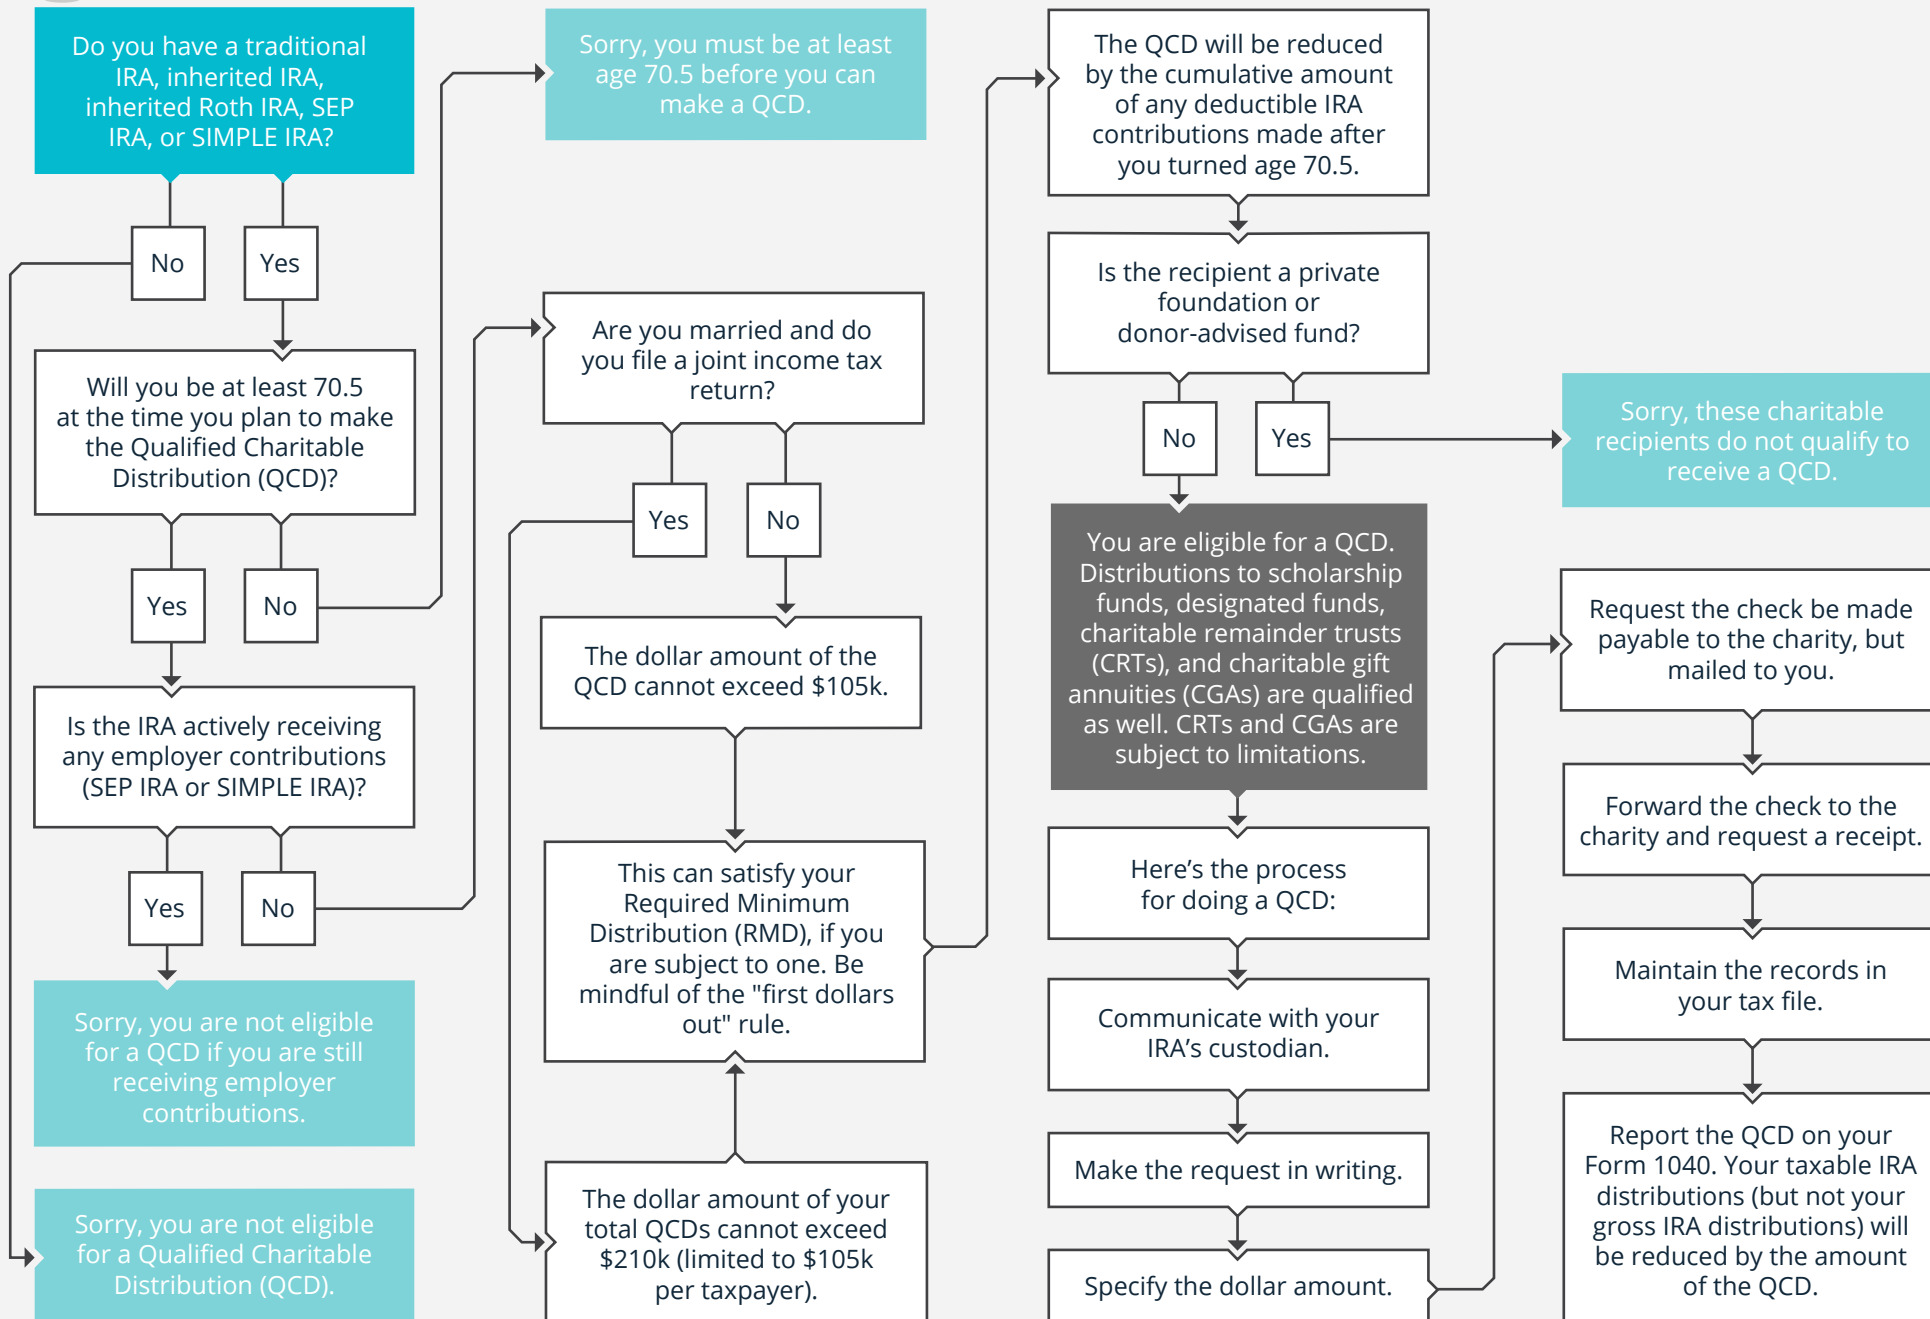 Do you have a traditional
IRA, inherited IRA,
inherited Roth IRA, SEP
IRA, or SIMPLE IRA?
No
Yes
Will you be at least 70.5
at the time you plan to make
the Qualified Charitable
Distribution (QCD)?
Yes
No
Is the IRA actively receiving
any employer contributions
(SEP IRA or SIMPLE IRA)?
Yes
No
Sorry, you are not eligible
for a QCD if you are still
receiving employer
contributions.
Sorry, you are not eligible
for a Qualified Charitable
Distribution (QCD).
Sorry, you must be at least
age 70.5 before you can
make a QCD.
Are you married and do
you file a joint income tax
return?
Yes
No
The dollar amount of the
QCD cannot exceed $105k.
This can satisfy your
Required Minimum
Distribution (RMD), if you
are subject to one. Be
mindful of the "first dollars
out" rule.
The dollar amount of your
total QCDs cannot exceed
$210k (limited to $105k
per taxpayer).
The QCD will be reduced
by the cumulative amount
of any deductible IRA
contributions made after
you turned age 70.5.
Is the recipient a private
foundation or
donor-advised fund?
No
Yes
You are eligible for a QCD.
Distributions to scholarship
funds, designated funds,
charitable remainder trusts
(CRTs), and charitable gift
annuities (CGAs) are qualified
as well. CRTs and CGAs are
subject to limitations.
Here’s the process
for doing a QCD:
Communicate with your
IRA’s custodian.
Make the request in writing.
Specify the dollar amount.
Sorry, these charitable
recipients do not qualify to
receive a QCD.
Request the check be made
payable to the charity, but
mailed to you.
Forward the check to the
charity and request a receipt.
Maintain the records in
your tax file.
Report the QCD on your
Form 1040. Your taxable IRA
distributions (but not your
gross IRA distributions) will
be reduced by the amount
of the QCD.